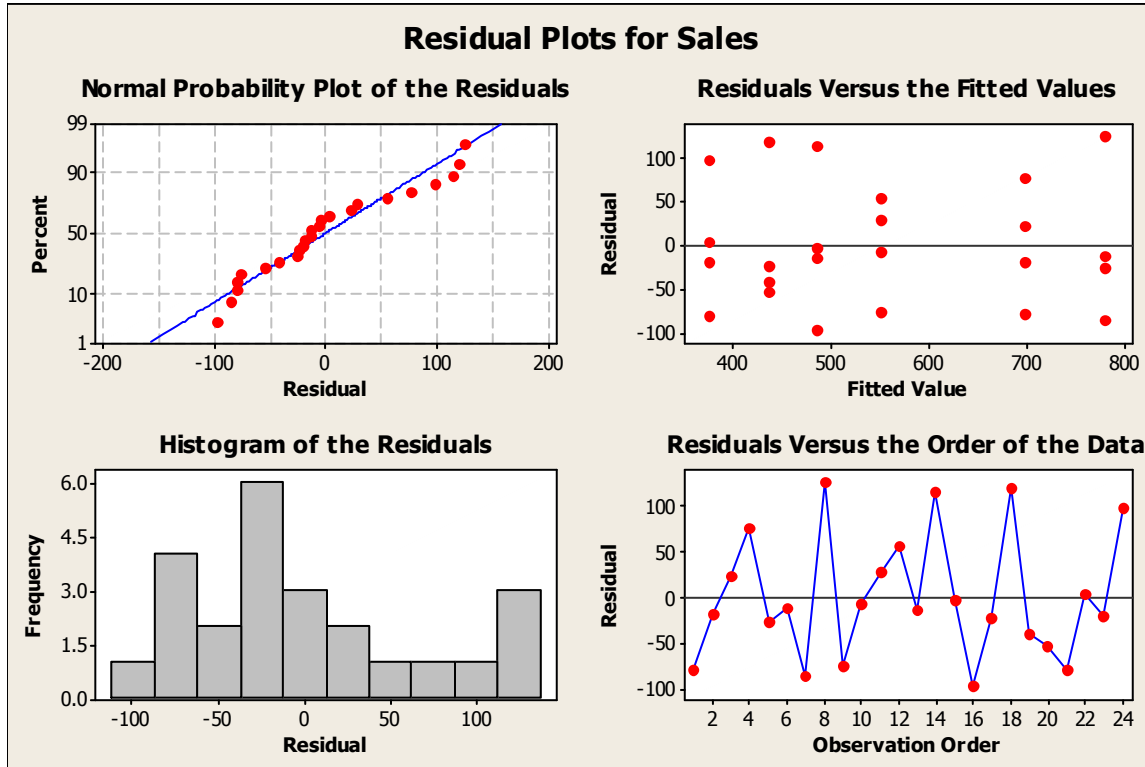 Residual Plots for Sales
Normal Probability Plot of the Residuals
99
90
50
10
1
Percent
-200 -100 0 100 200
Residual
Residuals Versus the Fitted Values
100
50
0
-50
-100
Residual
400 500 600 700 800
Fitted Value
Histogram of the Residuals
6.0
4.5
3.0
1.5
0.0
Frequency
-100 -50 0 50 100
Residual
Residuals Versus the Order of the Data
100
50
0
-50
-100
Residual
2 4 6 8 10 12 14 16 18 20 22 24
Observation Order